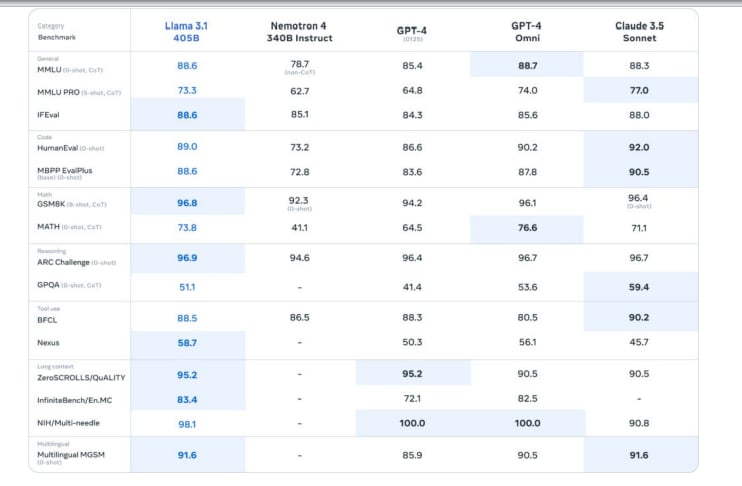 Category
Benchmark
Llama 3.1
405B
Nemotron 4
340B Instruct
GPT-4
(0125)
GPT-4
Omni
Claude 3.5
Sonnet
General
MMLU (0-shot, CoT) 88.6 78.7 85.4 88.7 88.3
(non-CoT)
MMLU PRO (5-shot, CoT) 73.3 62.7 64.8 74.0 77.0
IFEval 88.6 85.1 84.3 85.6 88.0
Code
HumanEval (0-shot) 89.0 73.2 86.6 90.2 92.0
MBPP EvalPlus 88.6 72.8 83.6 87.8 90.5
(base) (0-shot)
Math
GSM8K (8-shot, CoT) 96.8 92.3 94.2 96.1 96.4
(0-shot) (0-shot)
MATH (0-shot, CoT) 73.8 41.1 64.5 76.6 71.1
Reasoning
ARC Challenge (0-shot) 96.9 94.6 96.4 96.7 96.7
GPQA (0-shot, CoT) 51.1 - 41.4 53.6 59.4
Tool use
BFCL 88.5 86.5 88.3 80.5 90.2
Nexus 58.7 - 50.3 56.1 45.7
Long context
ZeroSCROLLS/QuALITY 95.2 - 95.2 90.5 90.5
InfiniteBench/En.MC 83.4 - 72.1 82.5 -
NIH/Multi-needle 98.1 - 100.0 100.0 90.8
Multilingual
Multilingual MGSM 91.6 - 85.9 90.5 91.6
(0-shot)